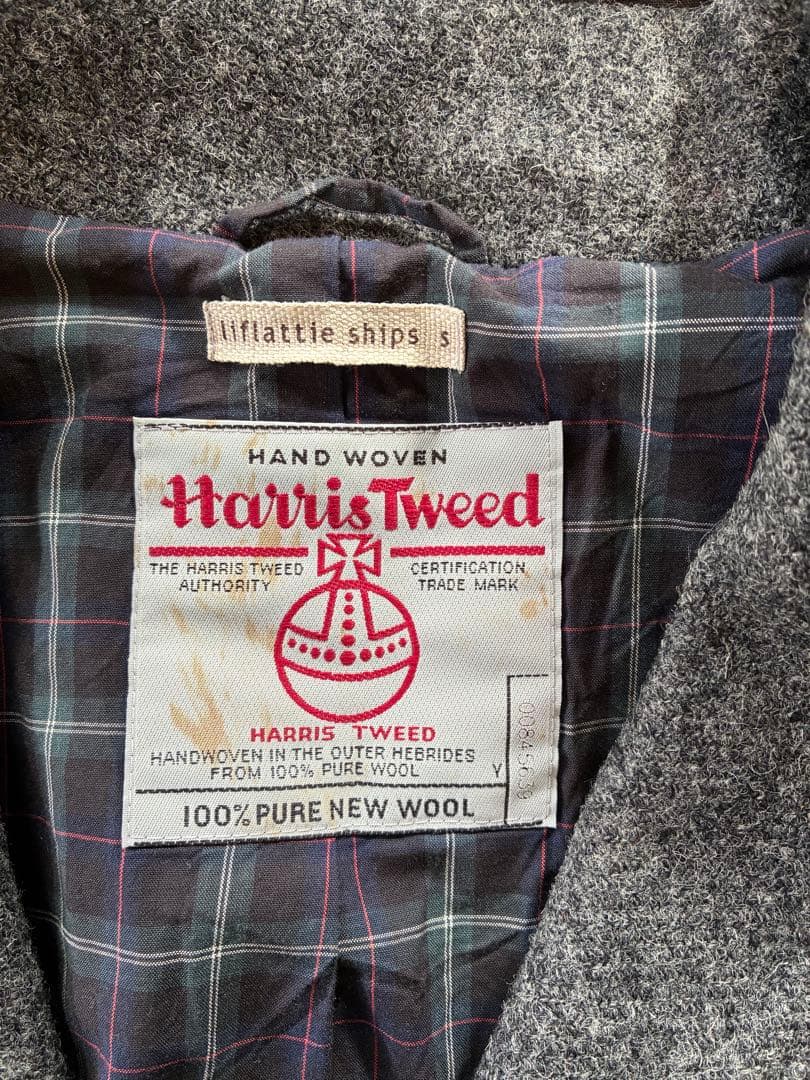 liflattie ships s
HAND WOVEN
Harris Tweed
THE HARRIS TWEED AUTHORITY
CERTIFICATION TRADE MARK
HARRIS TWEED
HANDWOVEN IN THE OUTER HEBRIDES
FROM 100% PURE WOOL
Y
00845639
100% PURE NEW WOOL